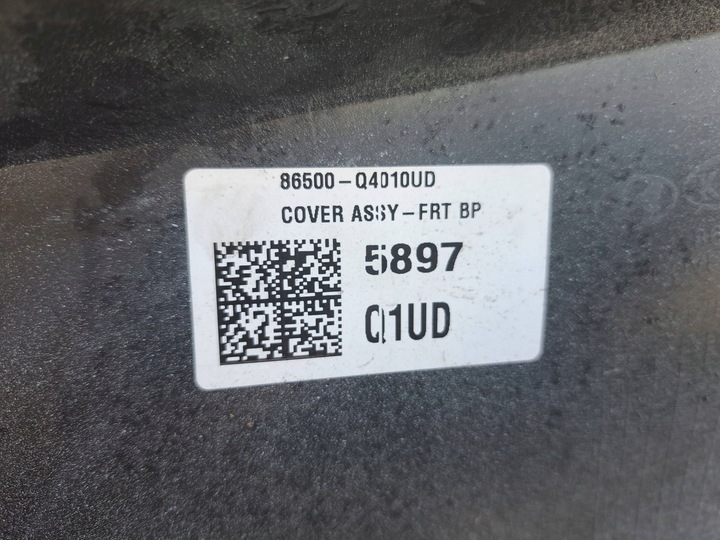 86500-Q4010UD
COVER ASSY-FRT BP
5897
Q1UD